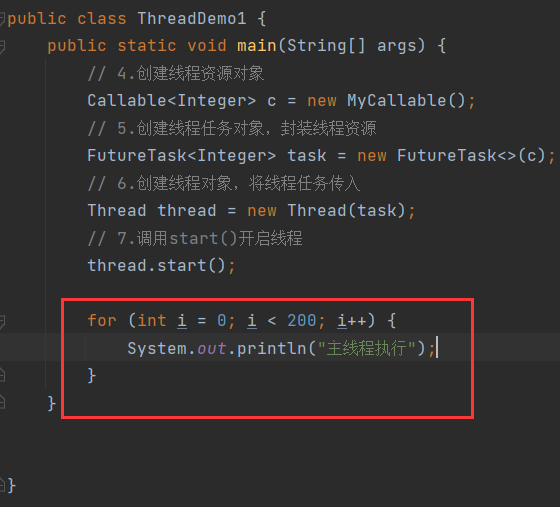 public class ThreadDemo1 {
    public static void main(String[] args) {
        // 4.创建线程资源对象
        Callable<Integer> c = new MyCallable();
        // 5.创建线程任务对象，封装线程资源
        FutureTask<Integer> task = new FutureTask<>(c);
        // 6.创建线程对象，将线程任务传入
        Thread thread = new Thread(task);
        // 7.调用start()开启线程
        thread.start();
        for (int i = 0; i < 200; i++) {
            System.out.println("主线程执行");
        }
    }
}